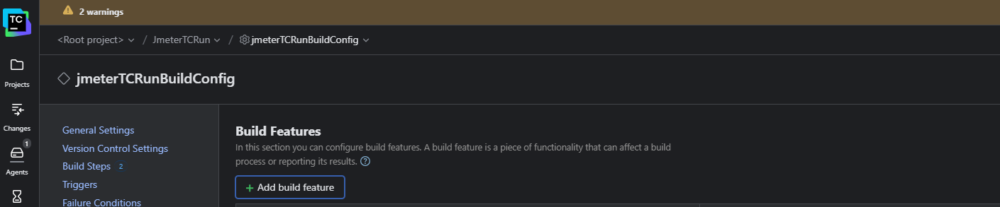 2 warnings
TC
<Root project> / JmeterTCRun / jmeterTCRunBuildConfig
jmeterTCRunBuildConfig
Projects
Changes
1
Agents
General Settings
Version Control Settings
Build Steps 2
Triggers
Failure Conditions
Build Features
In this section you can configure build features. A build feature is a piece of functionality that can affect a build
process or reporting its results. ?
+ Add build feature